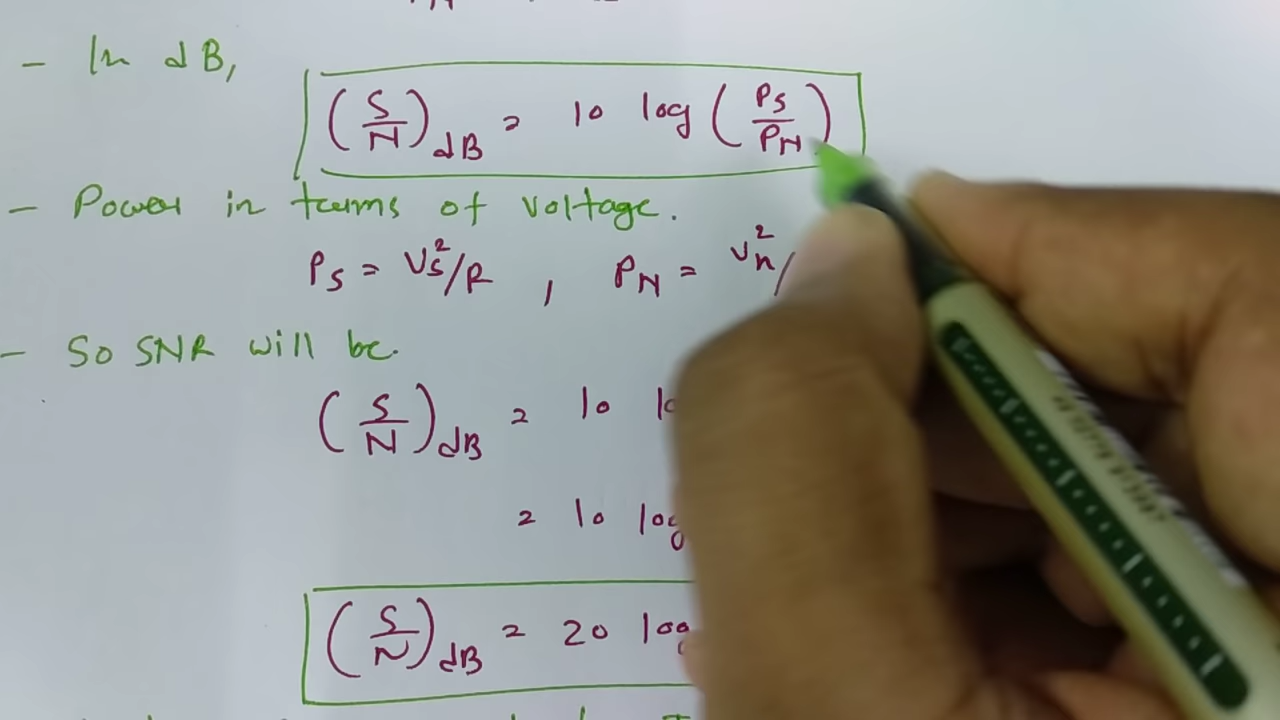 - In dB,
(S/N)dB = 10 log (PS/PN)
- Power in terms of voltage.
PS = Vs²/R , PN = Vn²/
- So SNR will be
(S/N)dB = 10
= 10 log
(S/N)dB = 20 log